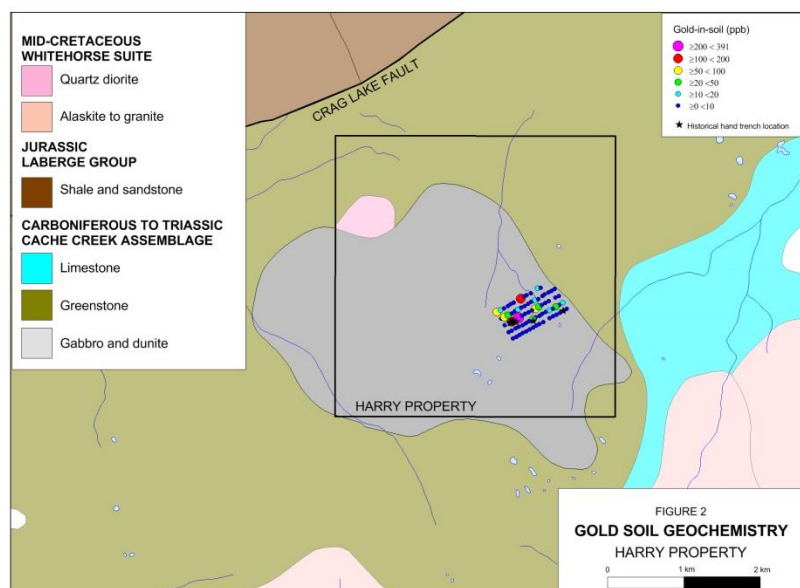 MID-CRETACEOUS
WHITEHORSE SUITE
Quartz diorite
Alaskite to granite
JURASSIC
LABERGE GROUP
Shale and sandstone
CARBONIFEROUS TO TRIASSIC
CACHE CREEK ASSEMBLAGE
Limestone
Greenstone
Gabbro and dunite
CRAG LAKE FAULT
Gold-in-soil (ppb)
≥200 < 391
≥100 < 200
≥50 < 100
≥20 <50
≥10 <20
≥0 <10
Historical hand trench location
HARRY PROPERTY
FIGURE 2
GOLD SOIL GEOCHEMISTRY
HARRY PROPERTY
0 1 km 2 km